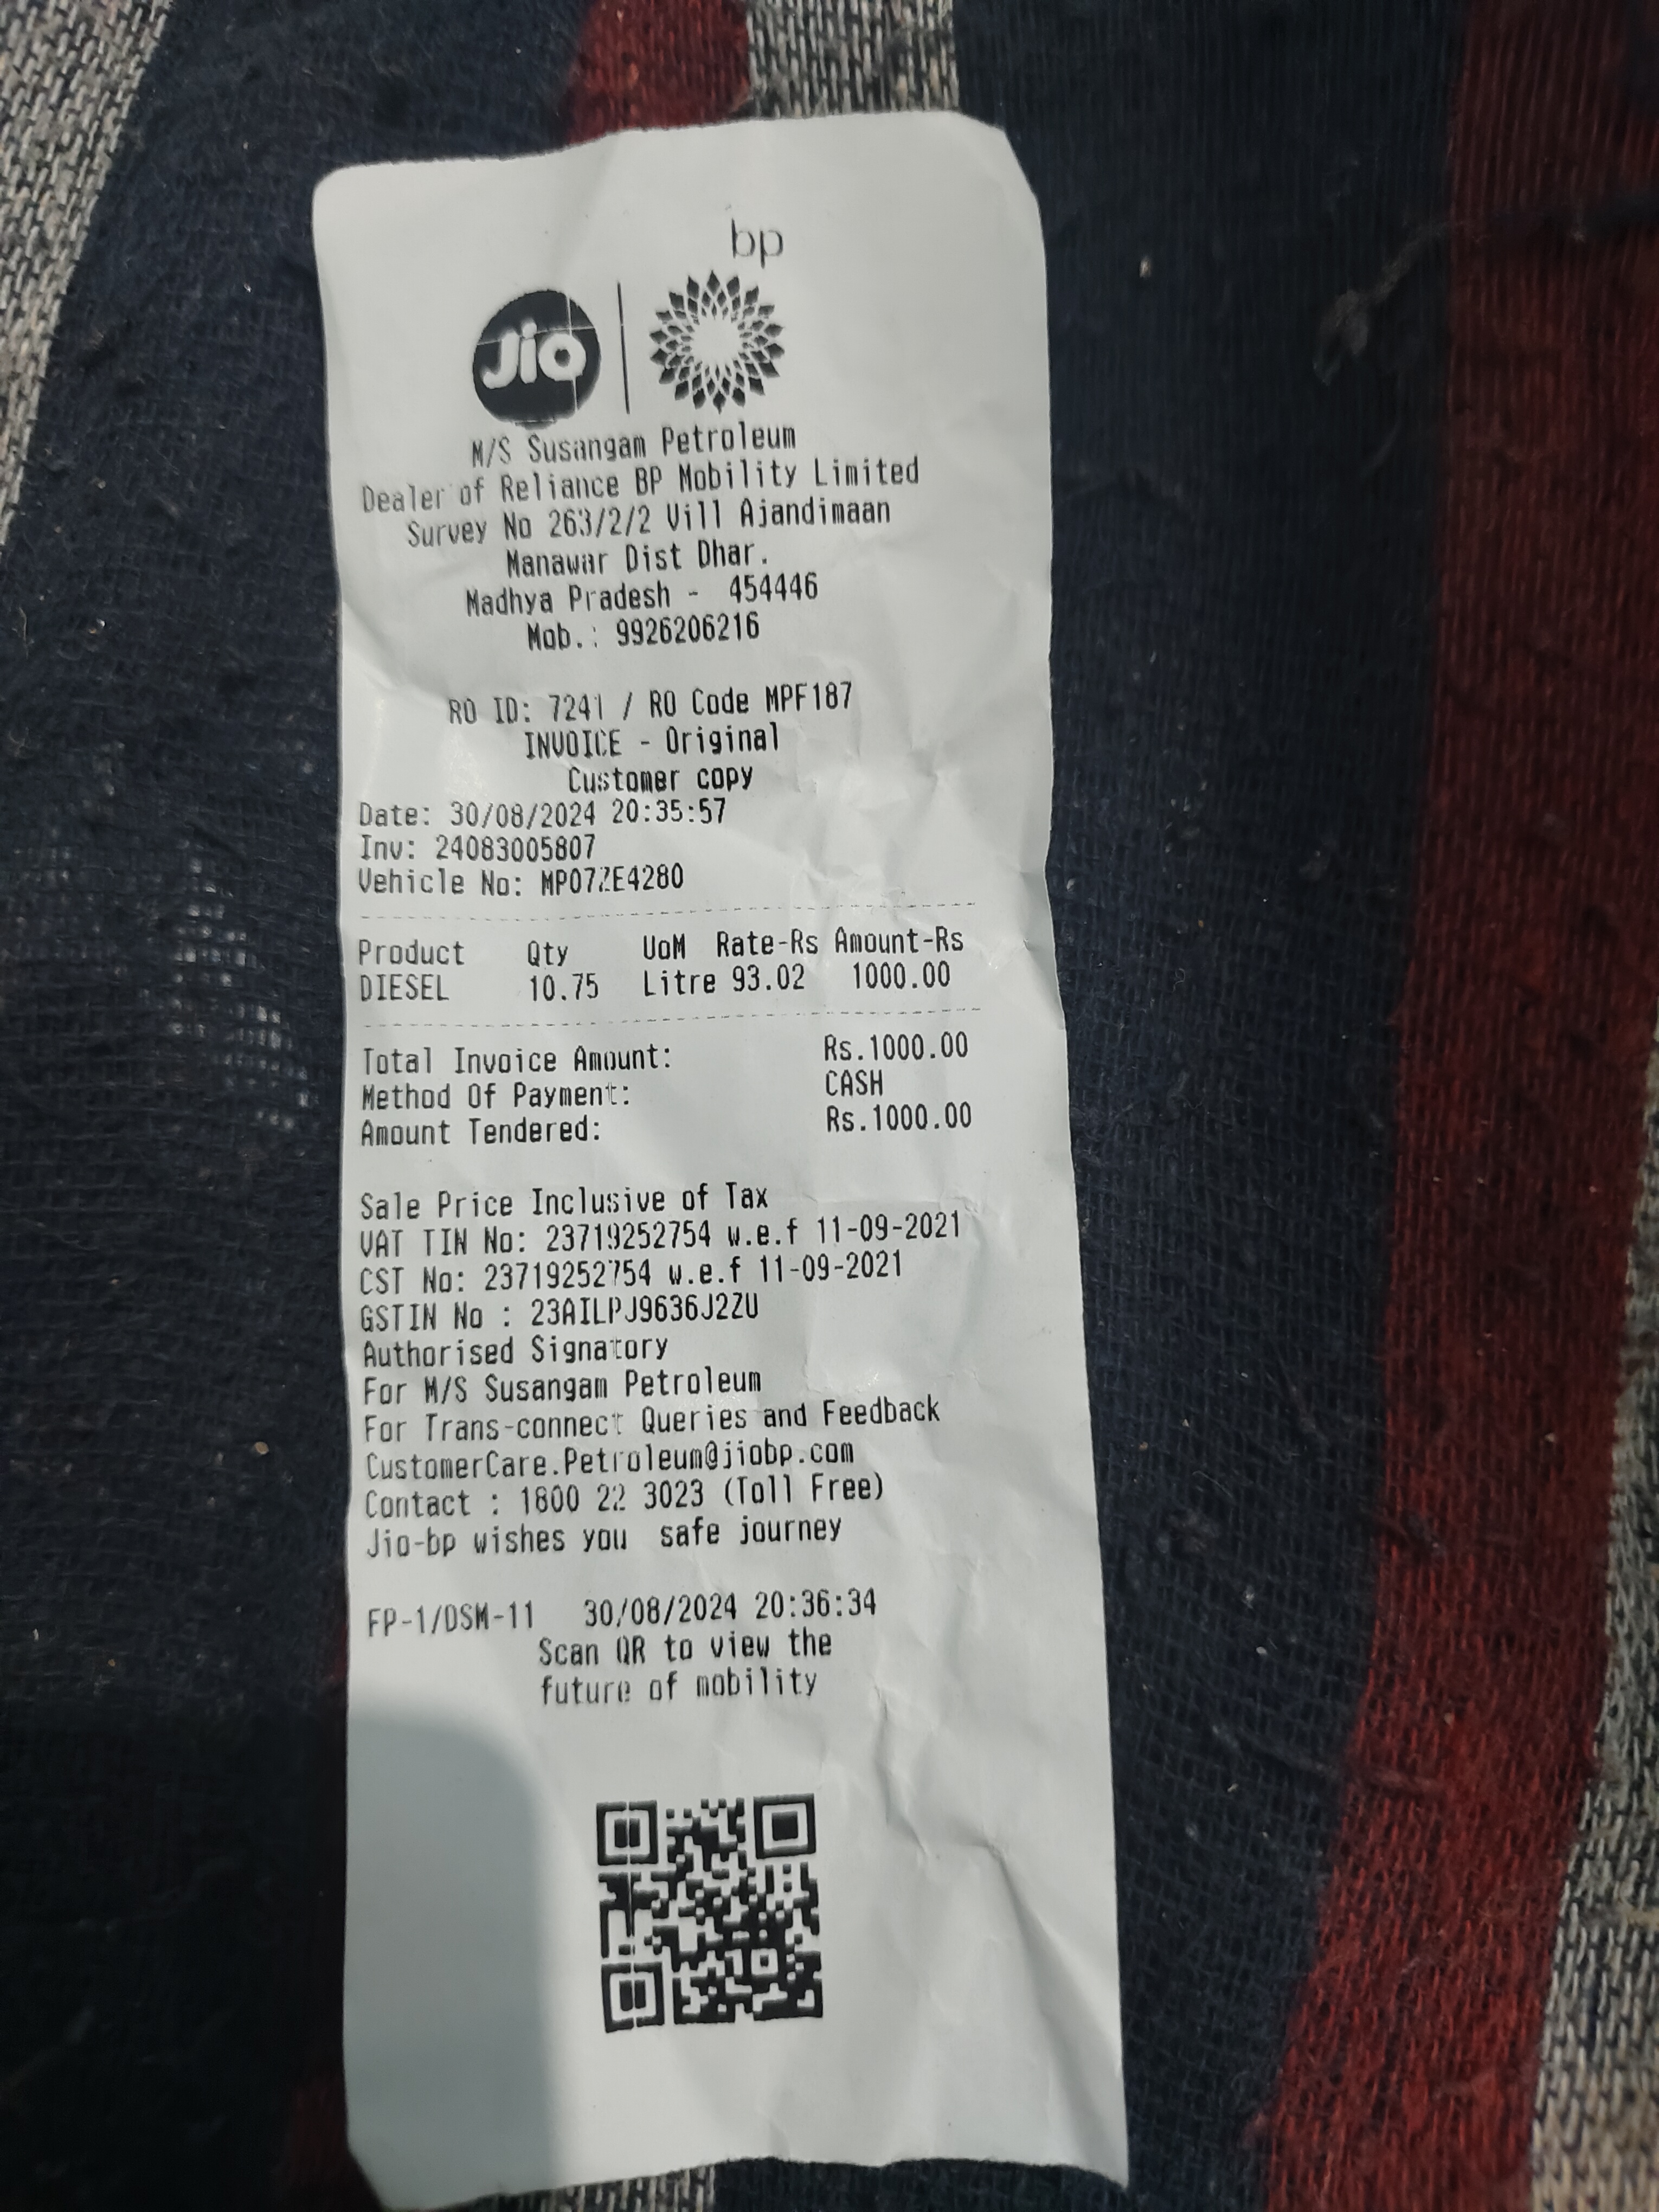 bp
Jio
M/S Susangam Petroleum
Dealer of Reliance BP Mobility Limited
Survey No 263/2/2 Vill Ajandimaan
Manawar Dist Dhar.
Madhya Pradesh - 454446
Mob.: 9926206216
RO ID: 7241 / RO Code MPF187
INVOICE - Original
Customer copy
Date: 30/08/2024 20:35:57
Inv: 24083005807
Vehicle No: MP07ZE4280
Product Qty UoM Rate-Rs Amount-Rs
DIESEL 10.75 Litre 93.02 1000.00
Total Invoice Amount: Rs.1000.00
Method Of Payment: CASH
Amount Tendered: Rs.1000.00
Sale Price Inclusive of Tax
VAT TIN No: 23719252754 w.e.f 11-09-2021
CST No: 23719252754 w.e.f 11-09-2021
GSTIN No : 23AILPJ9636J2ZU
Authorised Signatory
For M/S Susangam Petroleum
For Trans-connect Queries and Feedback
CustomerCare.Petroleum@jiobp.com
Contact : 1800 22 3023 (Toll Free)
Jio-bp wishes you safe journey
FP-1/DSM-11 30/08/2024 20:36:34
Scan QR to view the
future of mobility